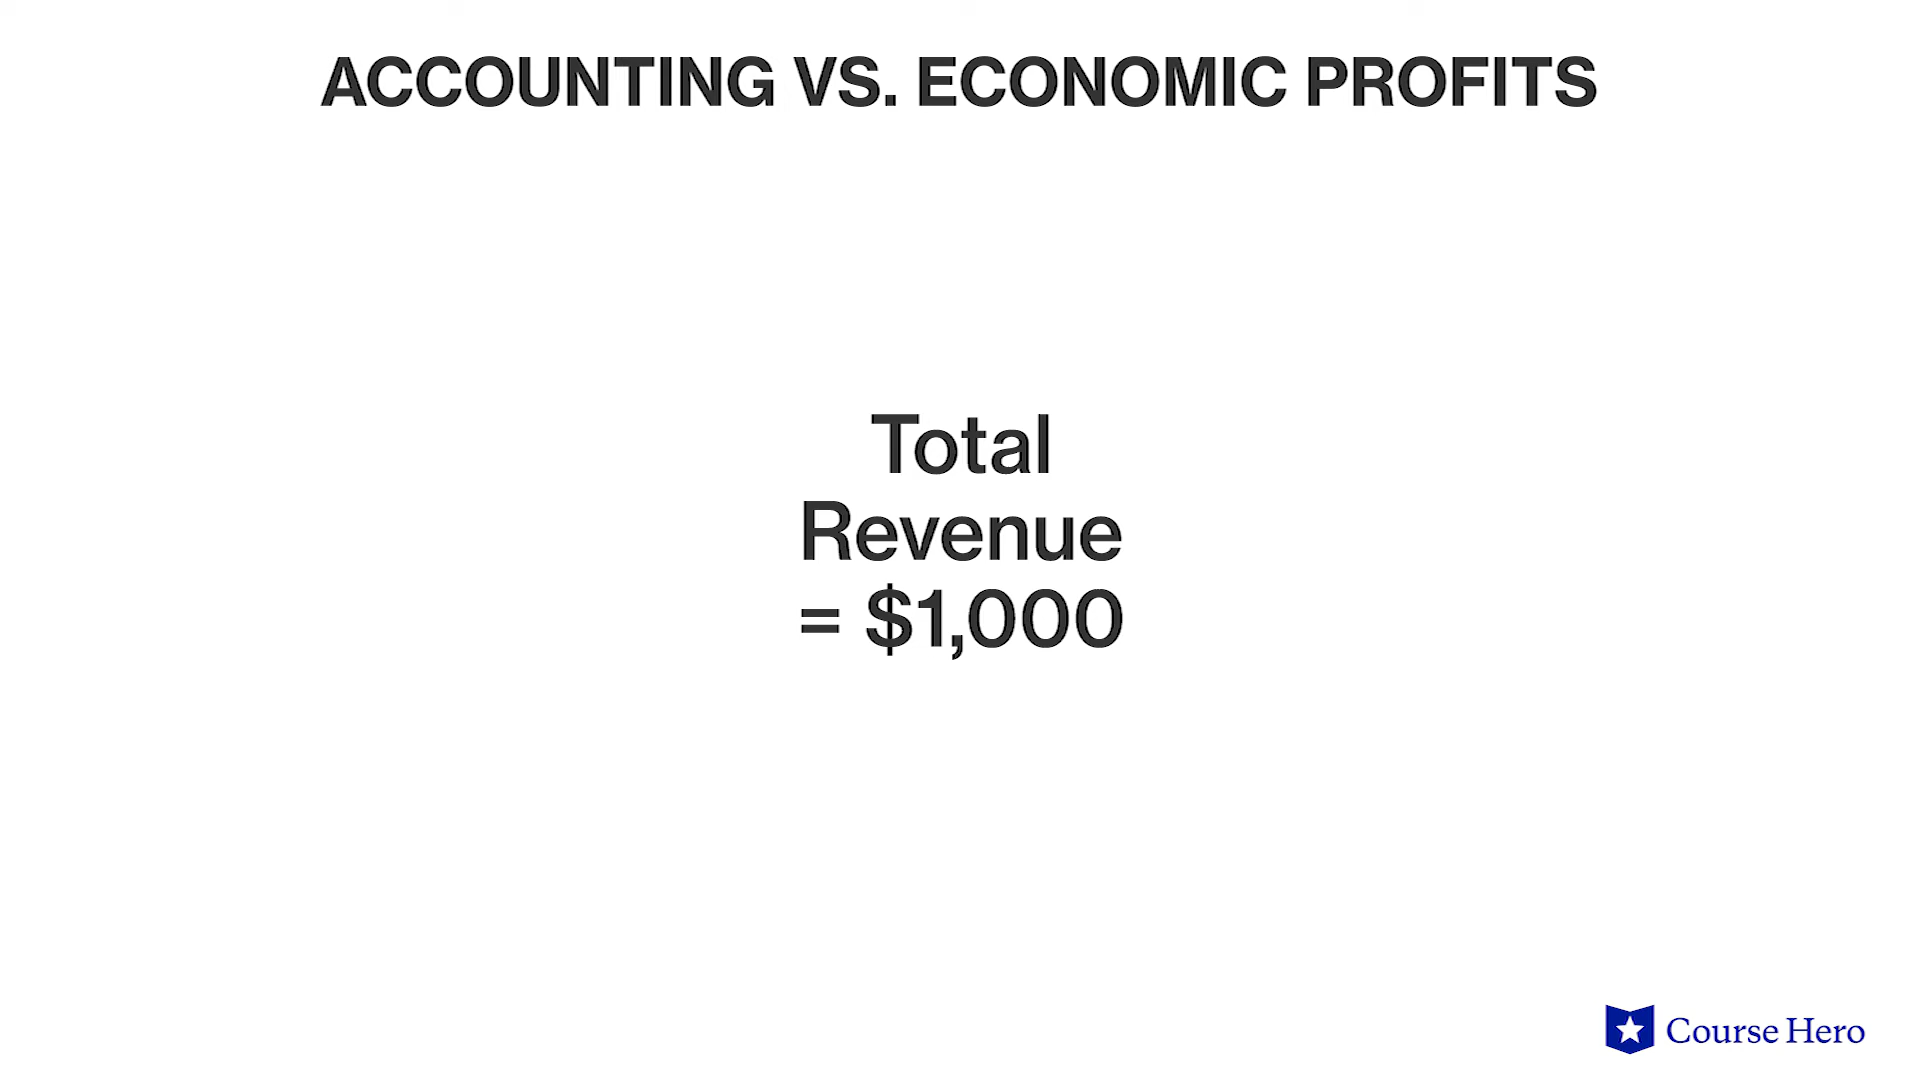 ACCOUNTING VS. ECONOMIC PROFITS
Total
Revenue
= $1,000
Course Hero